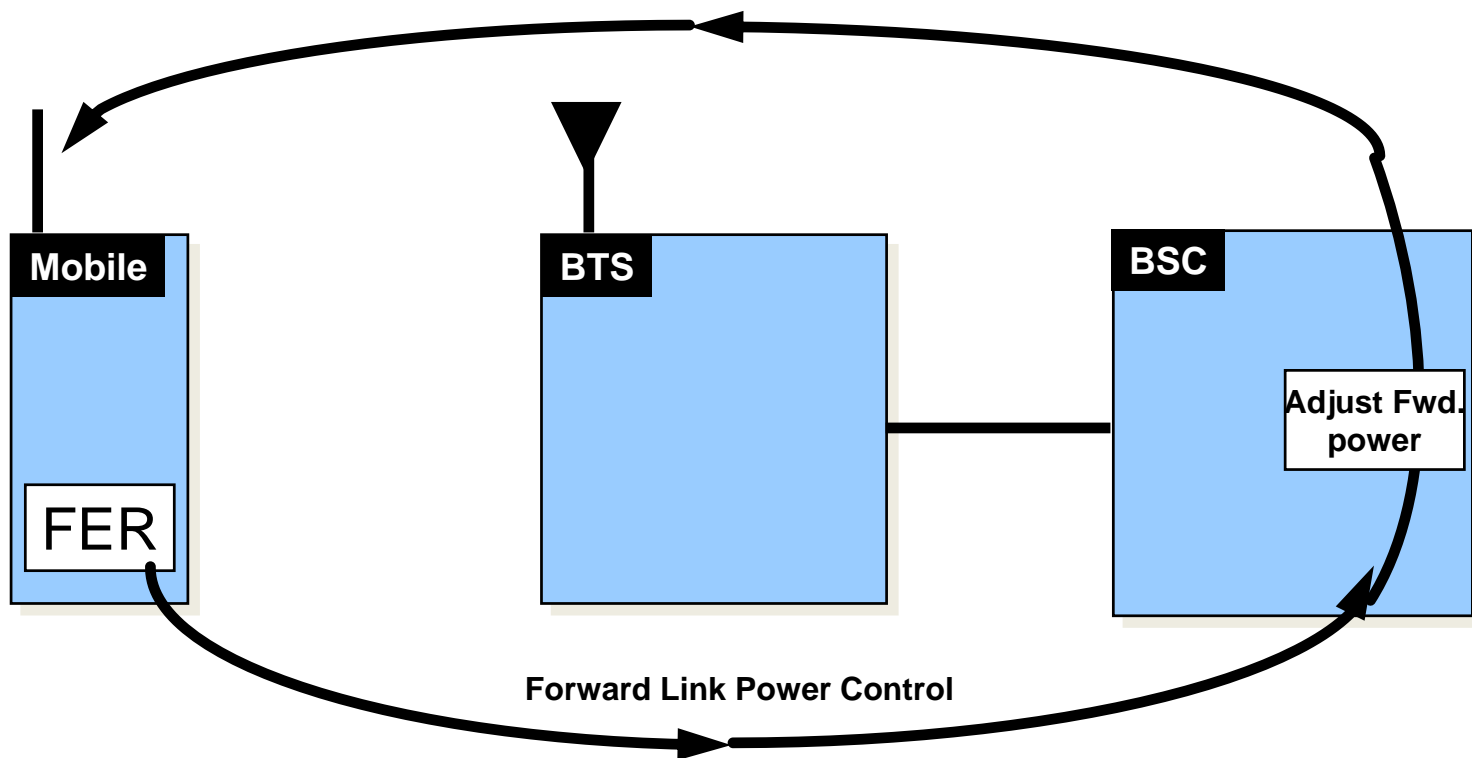 Mobile
BTS
BSC
Adjust Fwd.
power
FER
Forward Link Power Control